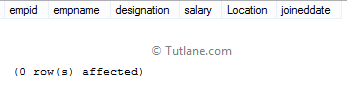 empid empname designation salary Location joineddate
© Tutlane.com
(0 row(s) affected)